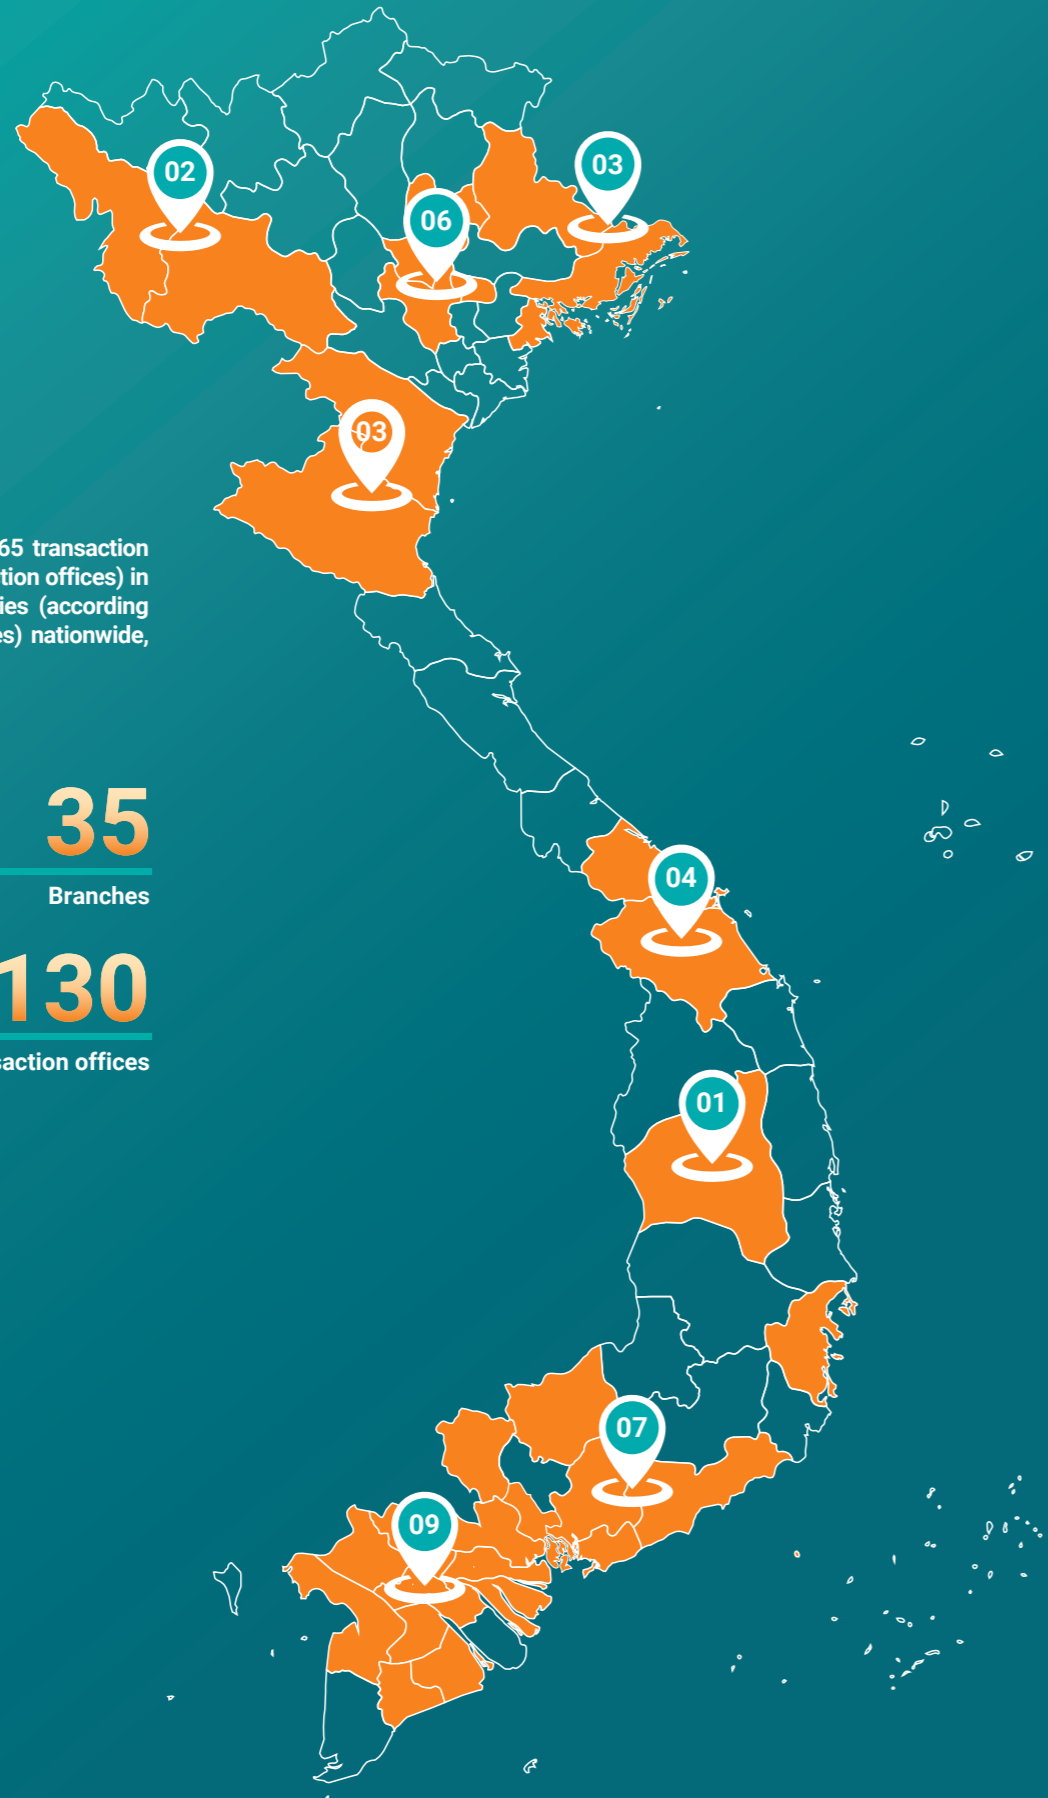 02
03
06
03
65 transaction
tion offices) in
ies (according
es) nationwide,
35
Branches
04
130
saction offices
01
07
09